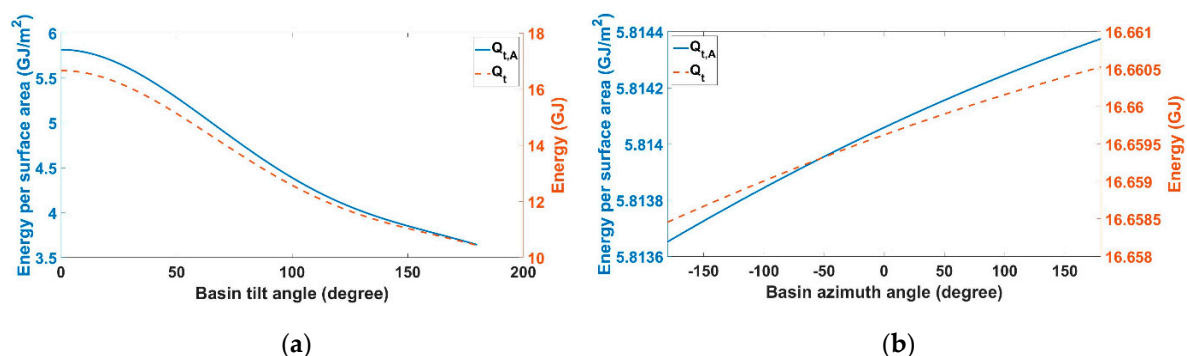 6
5.5
5
4.5
4
3.5
Energy per surface area (GJ/m²)
18
16
14
12
10
Energy (GJ)
Q_t,A
Q_t
0 50 100 150 200
Basin tilt angle (degree)
(a)
5.8144
5.8142
5.814
5.8138
5.8136
Energy per surface area (GJ/m²)
16.661
16.6605
16.66
16.6595
16.659
16.6585
16.658
Energy (GJ)
Q_t,A
Q_t
-150 -100 -50 0 50 100 150
Basin azimuth angle (degree)
(b)